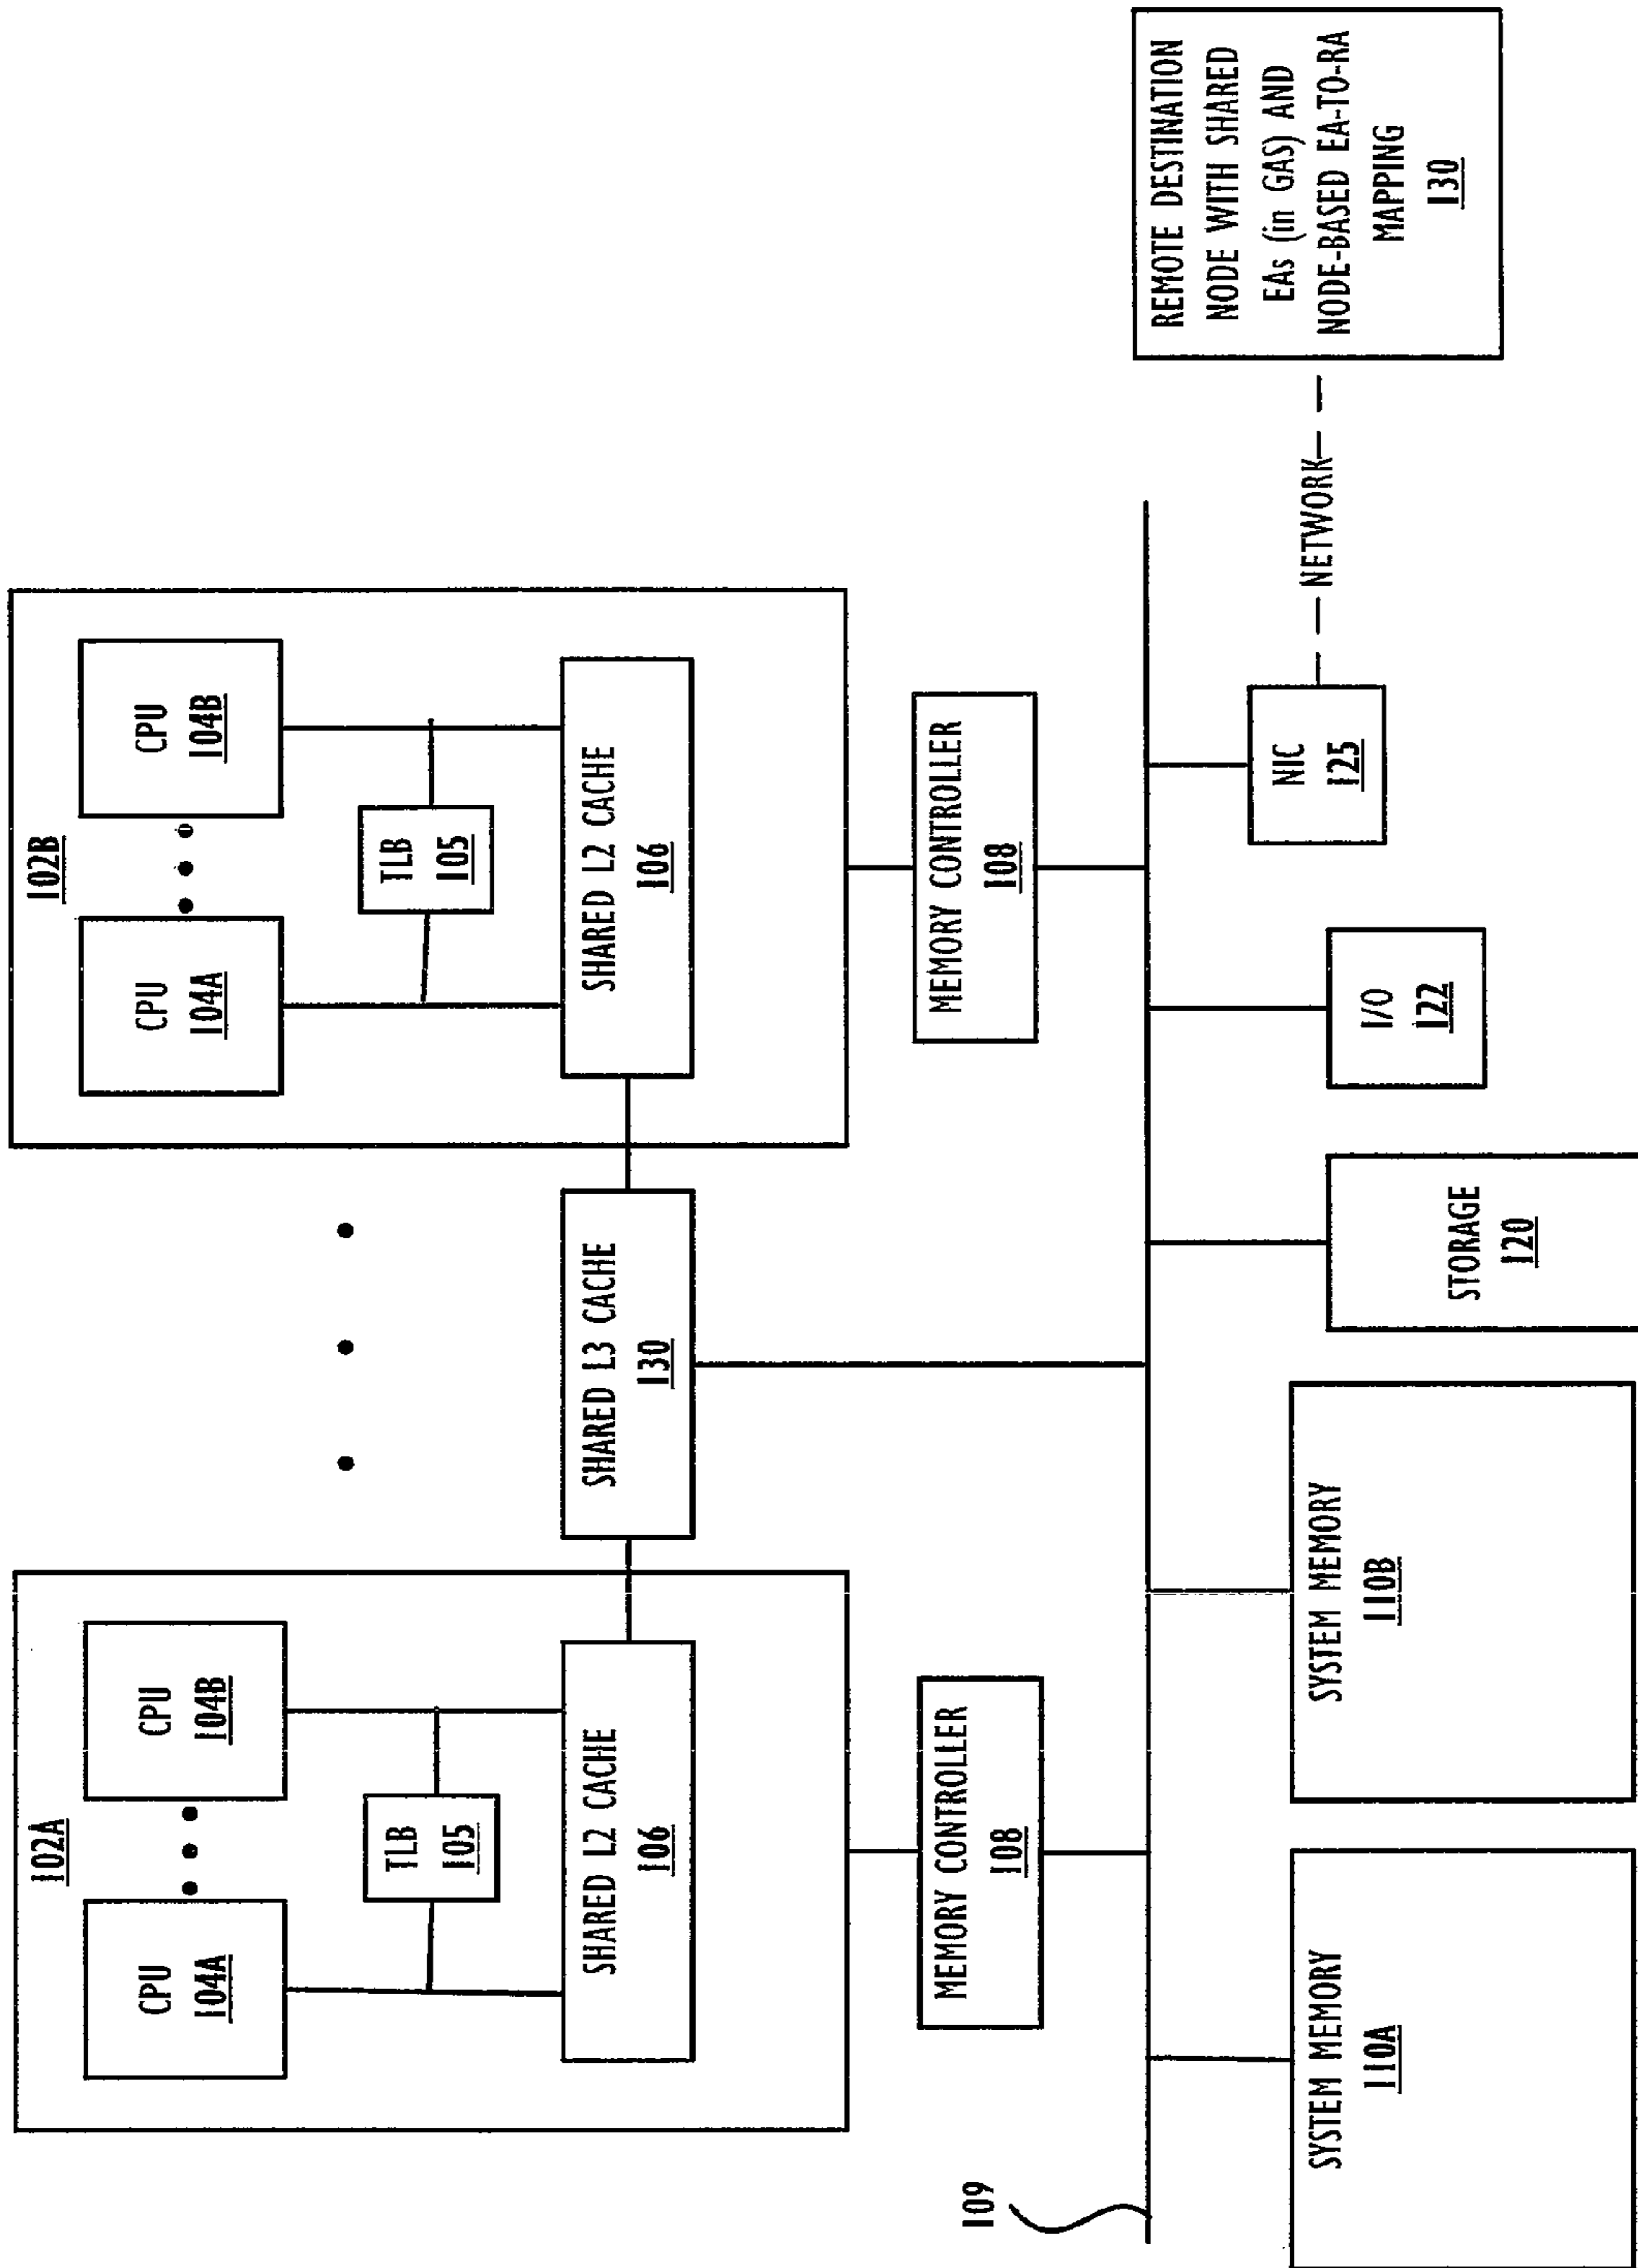 102A
CPU
104A
CPU
104B
TLB
105
SHARED L2 CACHE
106
SHARED L3 CACHE
130
102B
CPU
104A
CPU
104B
TLB
105
SHARED L2 CACHE
106
MEMORY CONTROLLER
108
MEMORY CONTROLLER
108
109
SYSTEM MEMORY
110A
SYSTEM MEMORY
110B
STORAGE
120
I/O
122
NIC
125
NETWORK
REMOTE DESTINATION
NODE WITH SHARED
EAs (in GAS) AND
NODE-BASED EA-TO-RA
MAPPING
130